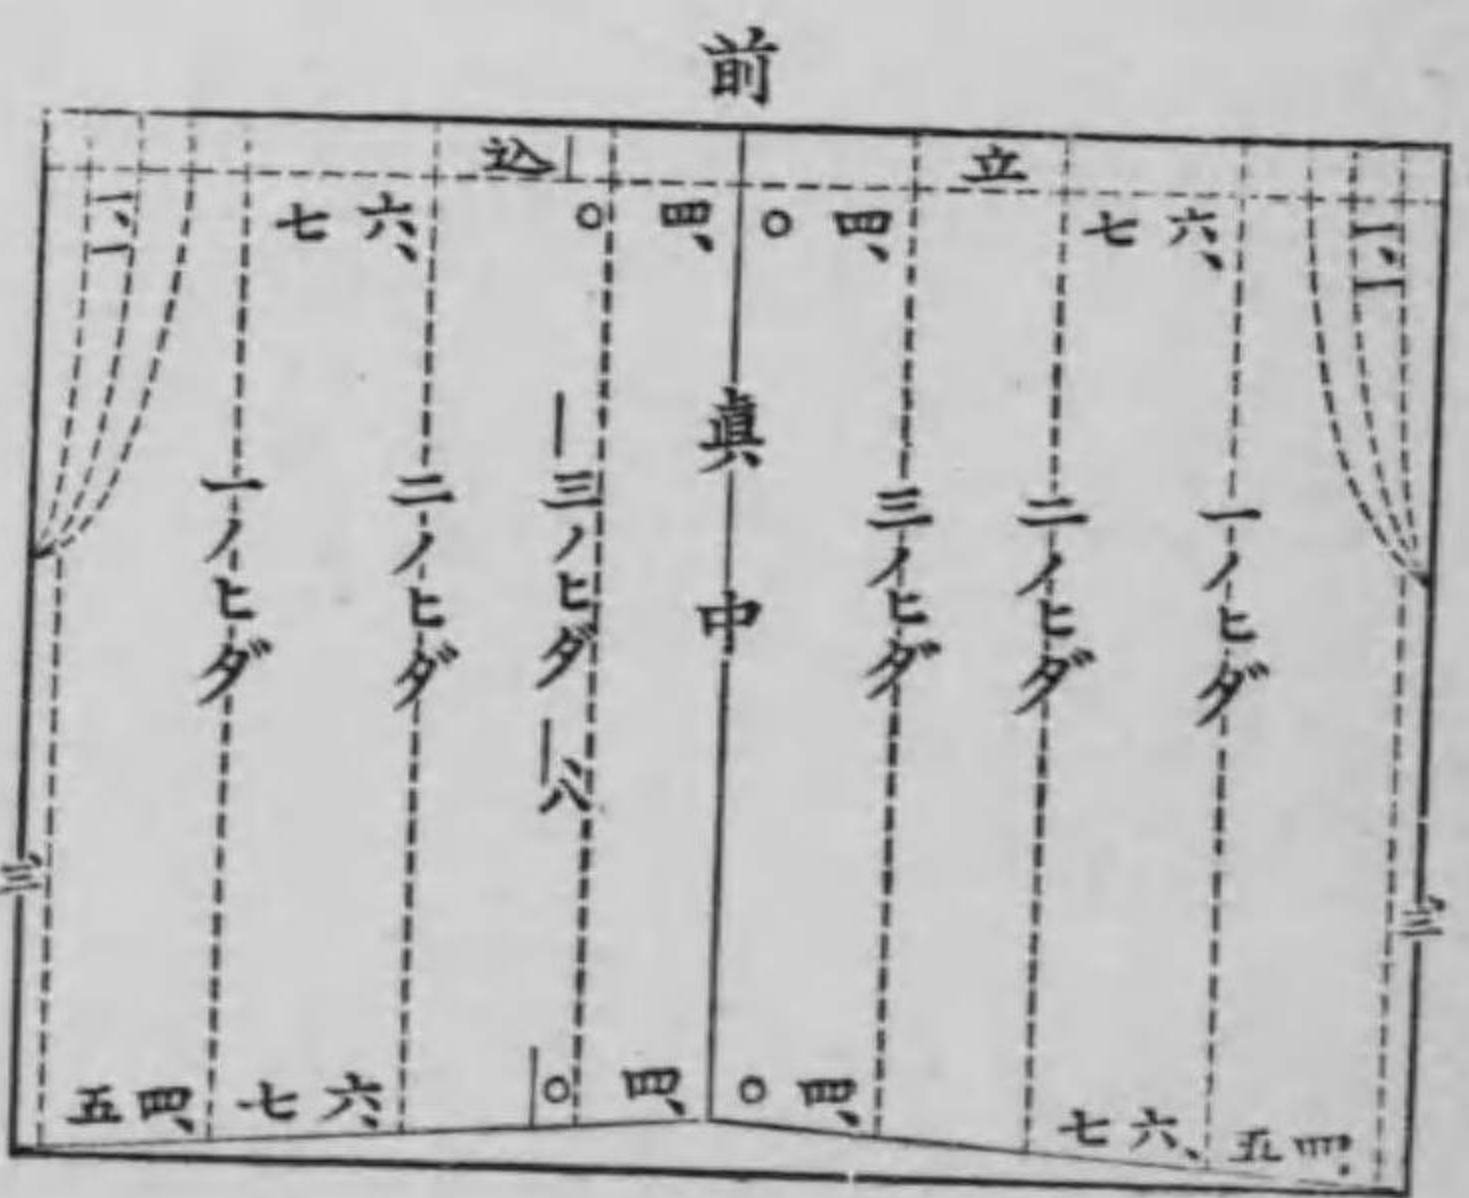 前
立込
一、一
六、七
四、〇
四、〇
六、七
一、一
眞中
一ノヒダ
二ノヒダ
三ノヒダ
三ノヒダ
二ノヒダ
一ノヒダ
、八
、三
、三
四、五
六、七
四、〇
四、〇
六、七
四、五